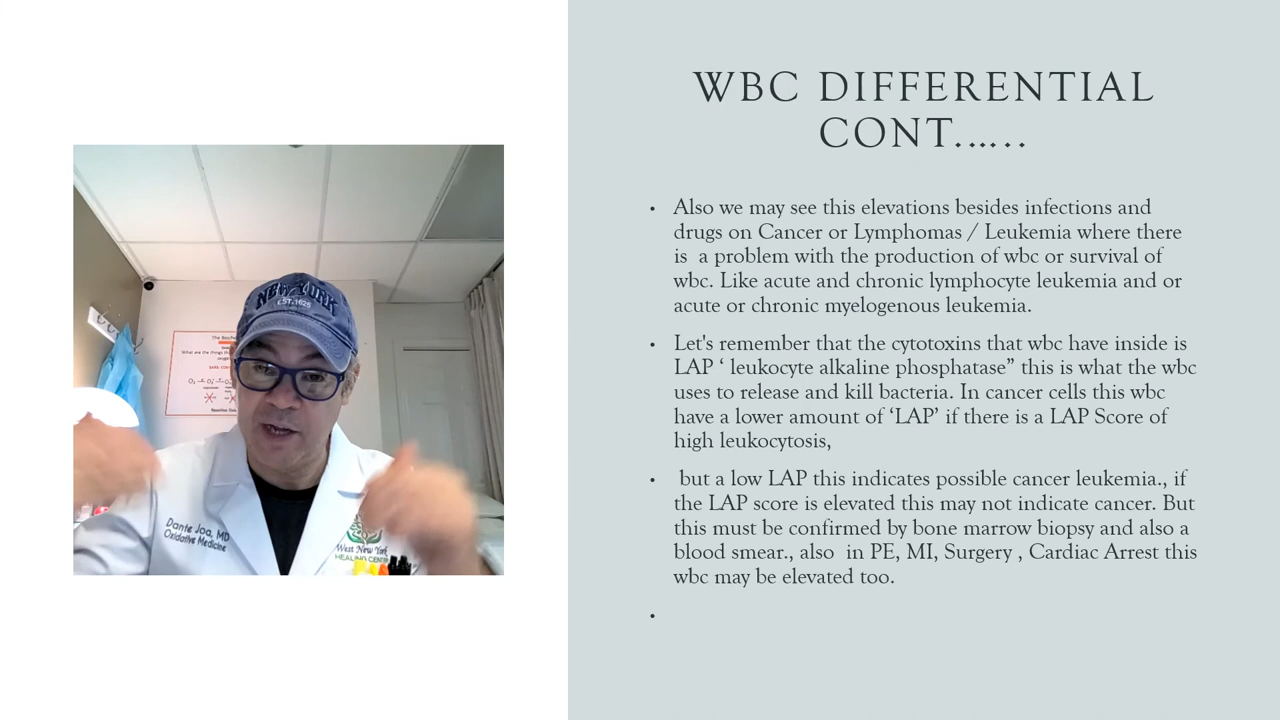 WBC DIFFERENTIAL
CONT……
• Also we may see this elevations besides infections and
drugs on Cancer or Lymphomas / Leukemia where there
is a problem with the production of wbc or survival of
wbc. Like acute and chronic lymphocyte leukemia and or
acute or chronic myelogenous leukemia.
• Let's remember that the cytotoxins that wbc have inside is
LAP ‘ leukocyte alkaline phosphatase” this is what the wbc
uses to release and kill bacteria. In cancer cells this wbc
have a lower amount of ‘LAP’ if there is a LAP Score of
high leukocytosis,
• but a low LAP this indicates possible cancer leukemia., if
the LAP score is elevated this may not indicate cancer. But
this must be confirmed by bone marrow biopsy and also a
blood smear., also in PE, MI, Surgery , Cardiac Arrest this
wbc may be elevated too.
•
NEW YORK
EST. 1625
What are the things th
Dante Joa, MD
Oxidative Medicine
West New York
HEALING CENT